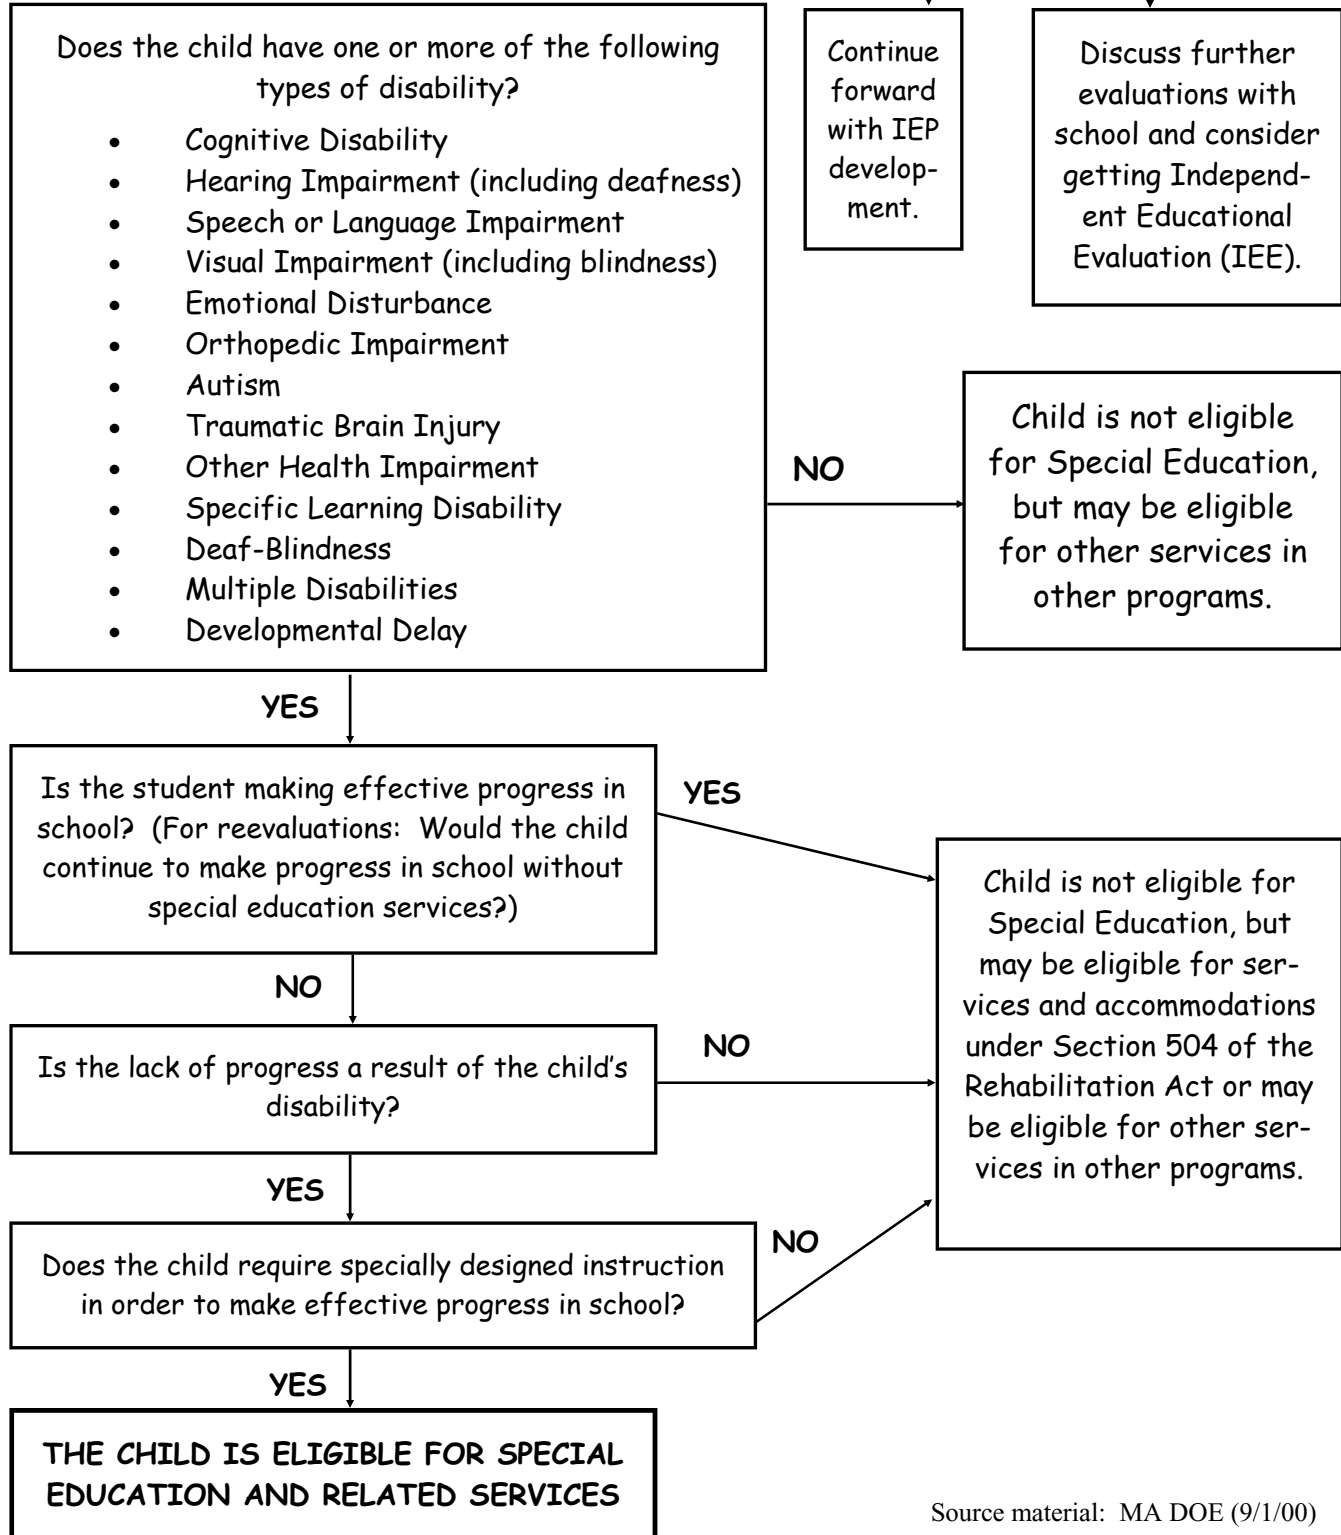 Does the child have one or more of the following
types of disability?
• Cognitive Disability
• Hearing Impairment (including deafness)
• Speech or Language Impairment
• Visual Impairment (including blindness)
• Emotional Disturbance
• Orthopedic Impairment
• Autism
• Traumatic Brain Injury
• Other Health Impairment
• Specific Learning Disability
• Deaf-Blindness
• Multiple Disabilities
• Developmental Delay
Continue
forward
with IEP
develop-
ment.
Discuss further
evaluations with
school and consider
getting Independ-
ent Educational
Evaluation (IEE).
NO
Child is not eligible
for Special Education,
but may be eligible
for other services in
other programs.
YES
Is the student making effective progress in
school? (For reevaluations: Would the child
continue to make progress in school without
special education services?)
YES
Child is not eligible for
Special Education, but
may be eligible for ser-
vices and accommodations
under Section 504 of the
Rehabilitation Act or may
be eligible for other ser-
vices in other programs.
NO
Is the lack of progress a result of the child's
disability?
NO
YES
Does the child require specially designed instruction
in order to make effective progress in school?
NO
YES
THE CHILD IS ELIGIBLE FOR SPECIAL
EDUCATION AND RELATED SERVICES
Source material: MA DOE (9/1/00)